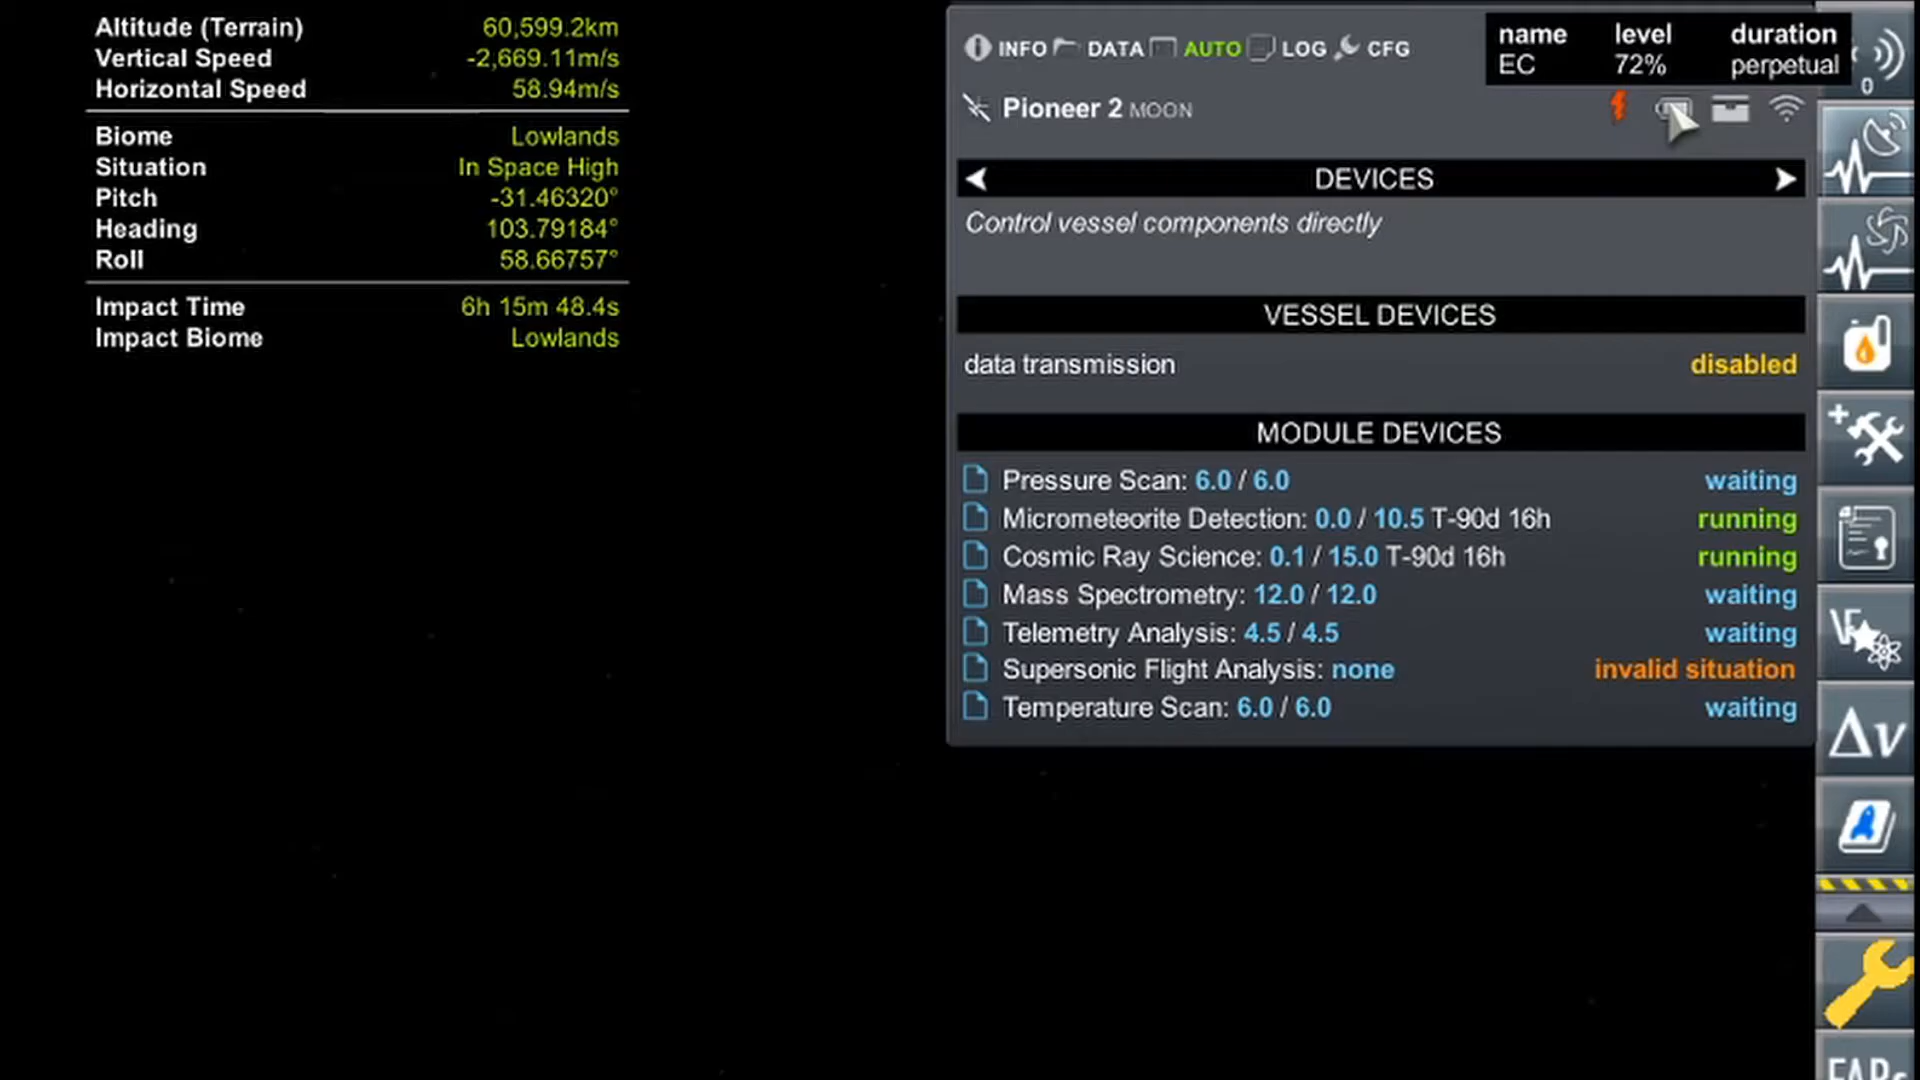 Altitude (Terrain) 60,599.2km
Vertical Speed -2,669.11m/s
Horizontal Speed 58.94m/s
Biome Lowlands
Situation In Space High
Pitch -31.46320°
Heading 103.79184°
Roll 58.66757°
Impact Time 6h 15m 48.4s
Impact Biome Lowlands
INFO DATA AUTO LOG CFG
name level duration
EC 72% perpetual
0
Pioneer 2 MOON
DEVICES
Control vessel components directly
VESSEL DEVICES
data transmission disabled
MODULE DEVICES
Pressure Scan: 6.0 / 6.0 waiting
Micrometeorite Detection: 0.0 / 10.5 T-90d 16h running
Cosmic Ray Science: 0.1 / 15.0 T-90d 16h running
Mass Spectrometry: 12.0 / 12.0 waiting
Telemetry Analysis: 4.5 / 4.5 waiting
Supersonic Flight Analysis: none invalid situation
Temperature Scan: 6.0 / 6.0 waiting
Δv